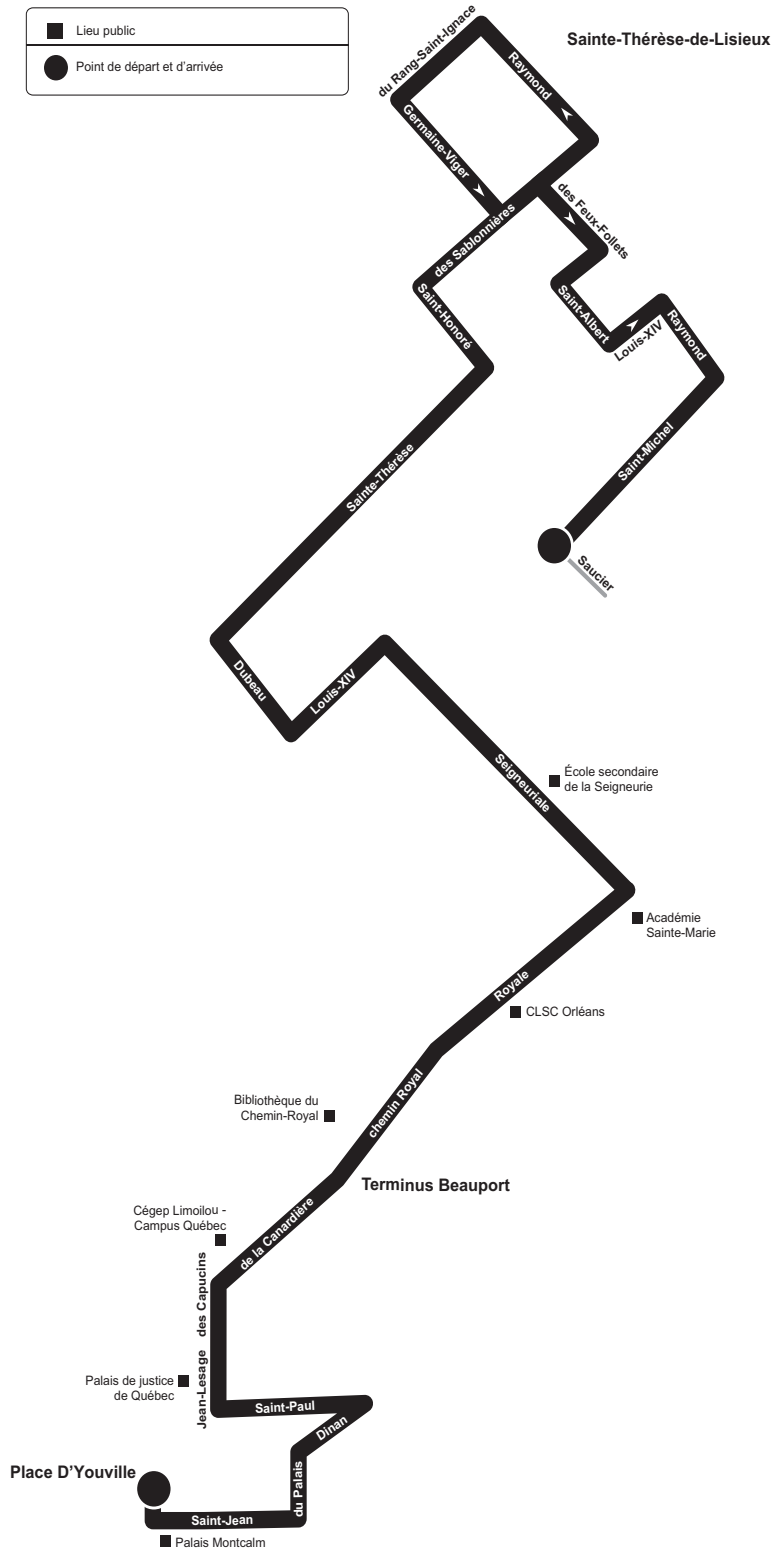 Lieu public
Point de départ et d'arrivée
Sainte-Thérèse-de-Lisieux
du Rang-Saint-Ignace
Raymond
Germaine-Viger
des Feux-Follets
des Sablonnières
Saint-Honoré
Saint-Albert
Louis-XIV
Raymond
Saint-Michel
Sainte-Thérèse
Saucier
Dubeau
Louis-XIV
Seigneuriale
École secondaire
de la Seigneurie
Académie
Sainte-Marie
Royale
CLSC Orléans
chemin Royal
Bibliothèque du
Chemin-Royal
Terminus Beauport
Cégep Limoilou -
Campus Québec
de la Canardière
des Capucins
Jean-Lesage
Palais de justice
de Québec
Saint-Paul
Dinan
du Palais
Place D'Youville
Saint-Jean
Palais Montcalm